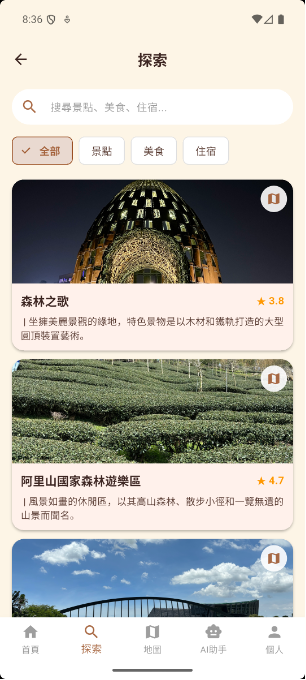 8:36
探索
搜尋景點、美食、住宿...
全部
景點
美食
住宿
森林之歌
3.8
| 坐擁美麗景觀的綠地，特色景物是以木材和鐵軌打造的大型
圓頂裝置藝術。
阿里山國家森林遊樂區
4.7
| 風景如畫的休閒區，以其高山森林、散步小徑和一覽無遺的
山景而聞名。
首頁
探索
地圖
AI助手
個人